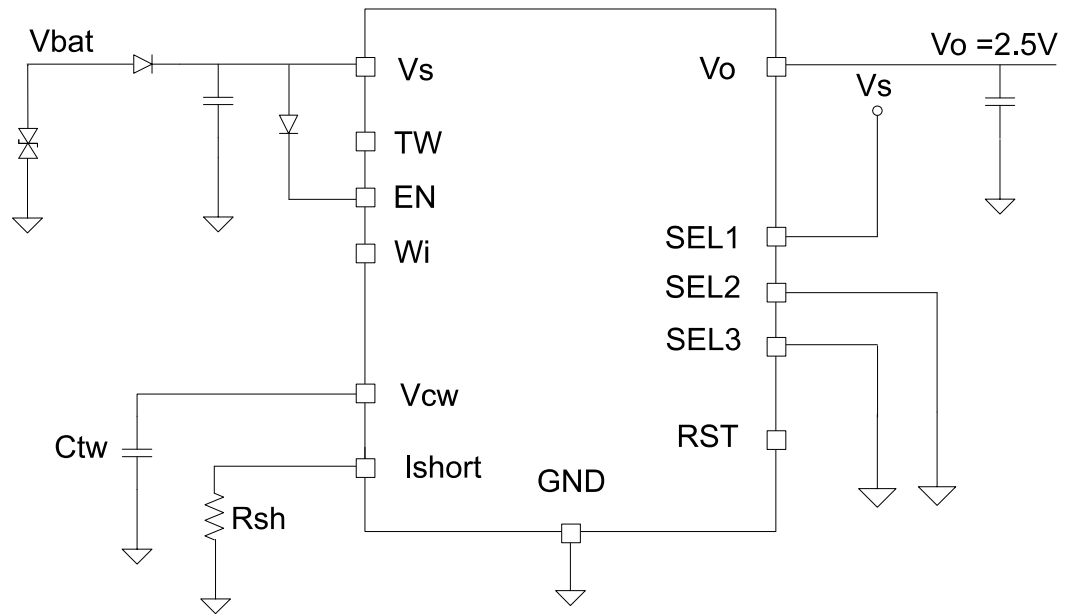 Vbat
Vo =2.5V
Vs
Vo
Vs
TW
EN
Wi
SEL1
SEL2
SEL3
Vcw
RST
Ctw
Ishort
GND
Rsh